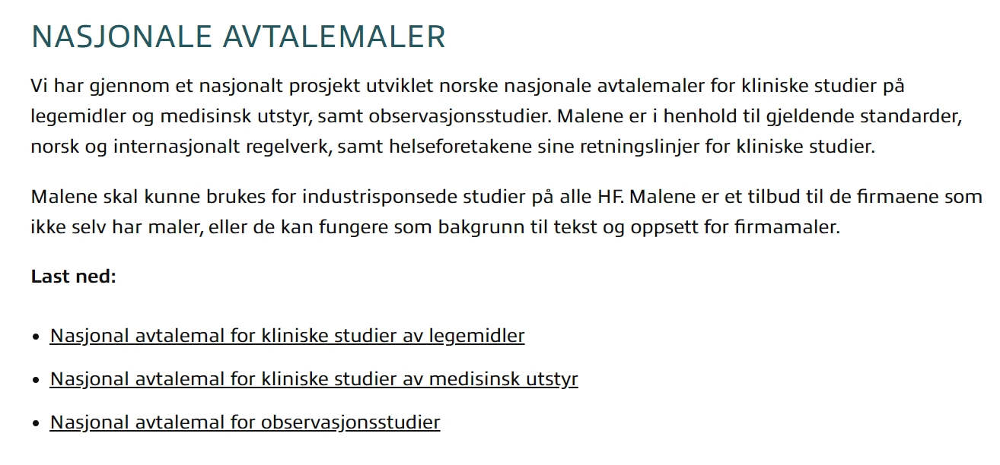 NASJONALE AVTALEMALER
Vi har gjennom et nasjonalt prosjekt utviklet norske nasjonale avtalemaler for kliniske studier på
legemidler og medisinsk utstyr, samt observasjonsstudier. Malene er i henhold til gjeldende standarder,
norsk og internasjonalt regelverk, samt helseforetakene sine retningslinjer for kliniske studier.
Malene skal kunne brukes for industrisponsede studier på alle HF. Malene er et tilbud til de firmaene som
ikke selv har maler, eller de kan fungere som bakgrunn til tekst og oppsett for firmamaler.
Last ned:
• Nasjonal avtalemal for kliniske studier av legemidler
• Nasjonal avtalemal for kliniske studier av medisinsk utstyr
• Nasjonal avtalemal for observasjonsstudier